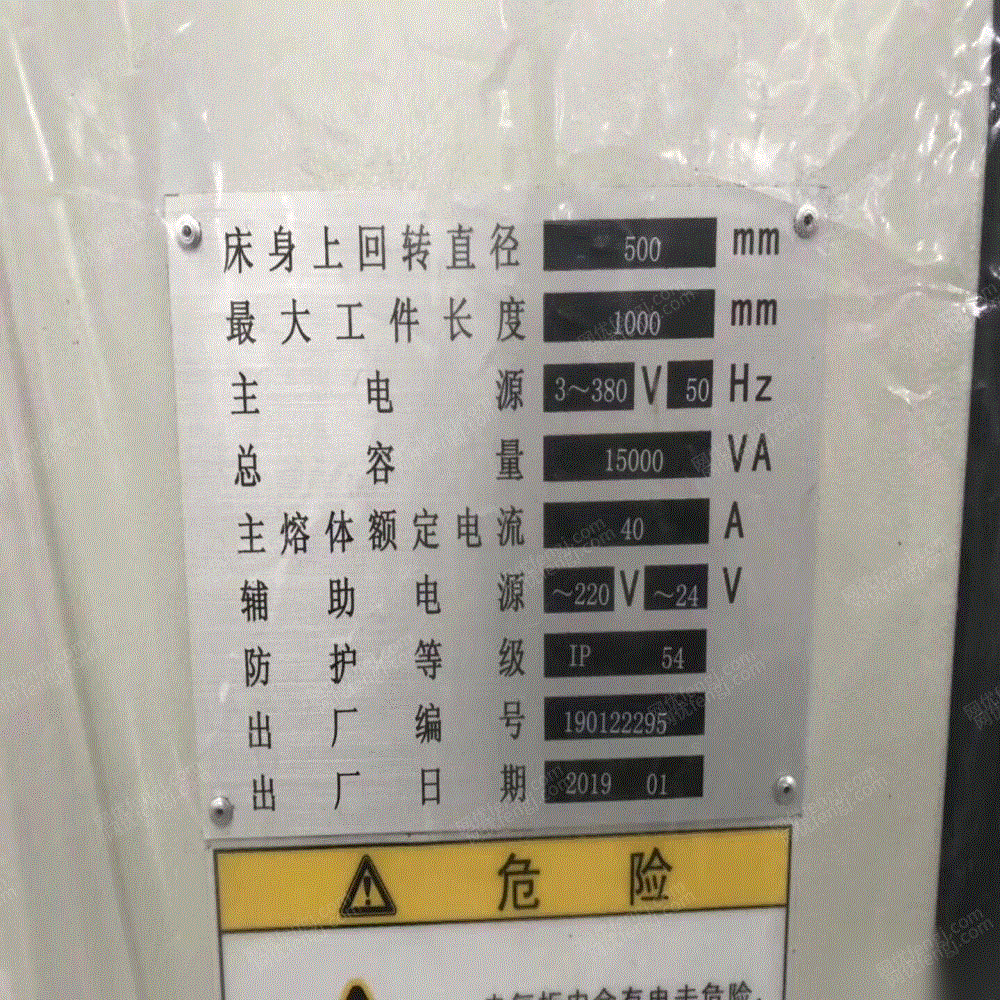 床身上回转直径 500 mm
最大工件长度 1000 mm
主电源 3～380 V 50 Hz
总容量 15000 VA
主熔体额定电流 40 A
辅助电源 ～220 V ～24 V
防护等级 IP 54
出厂编号 190122295
出厂日期 2019 01
危险